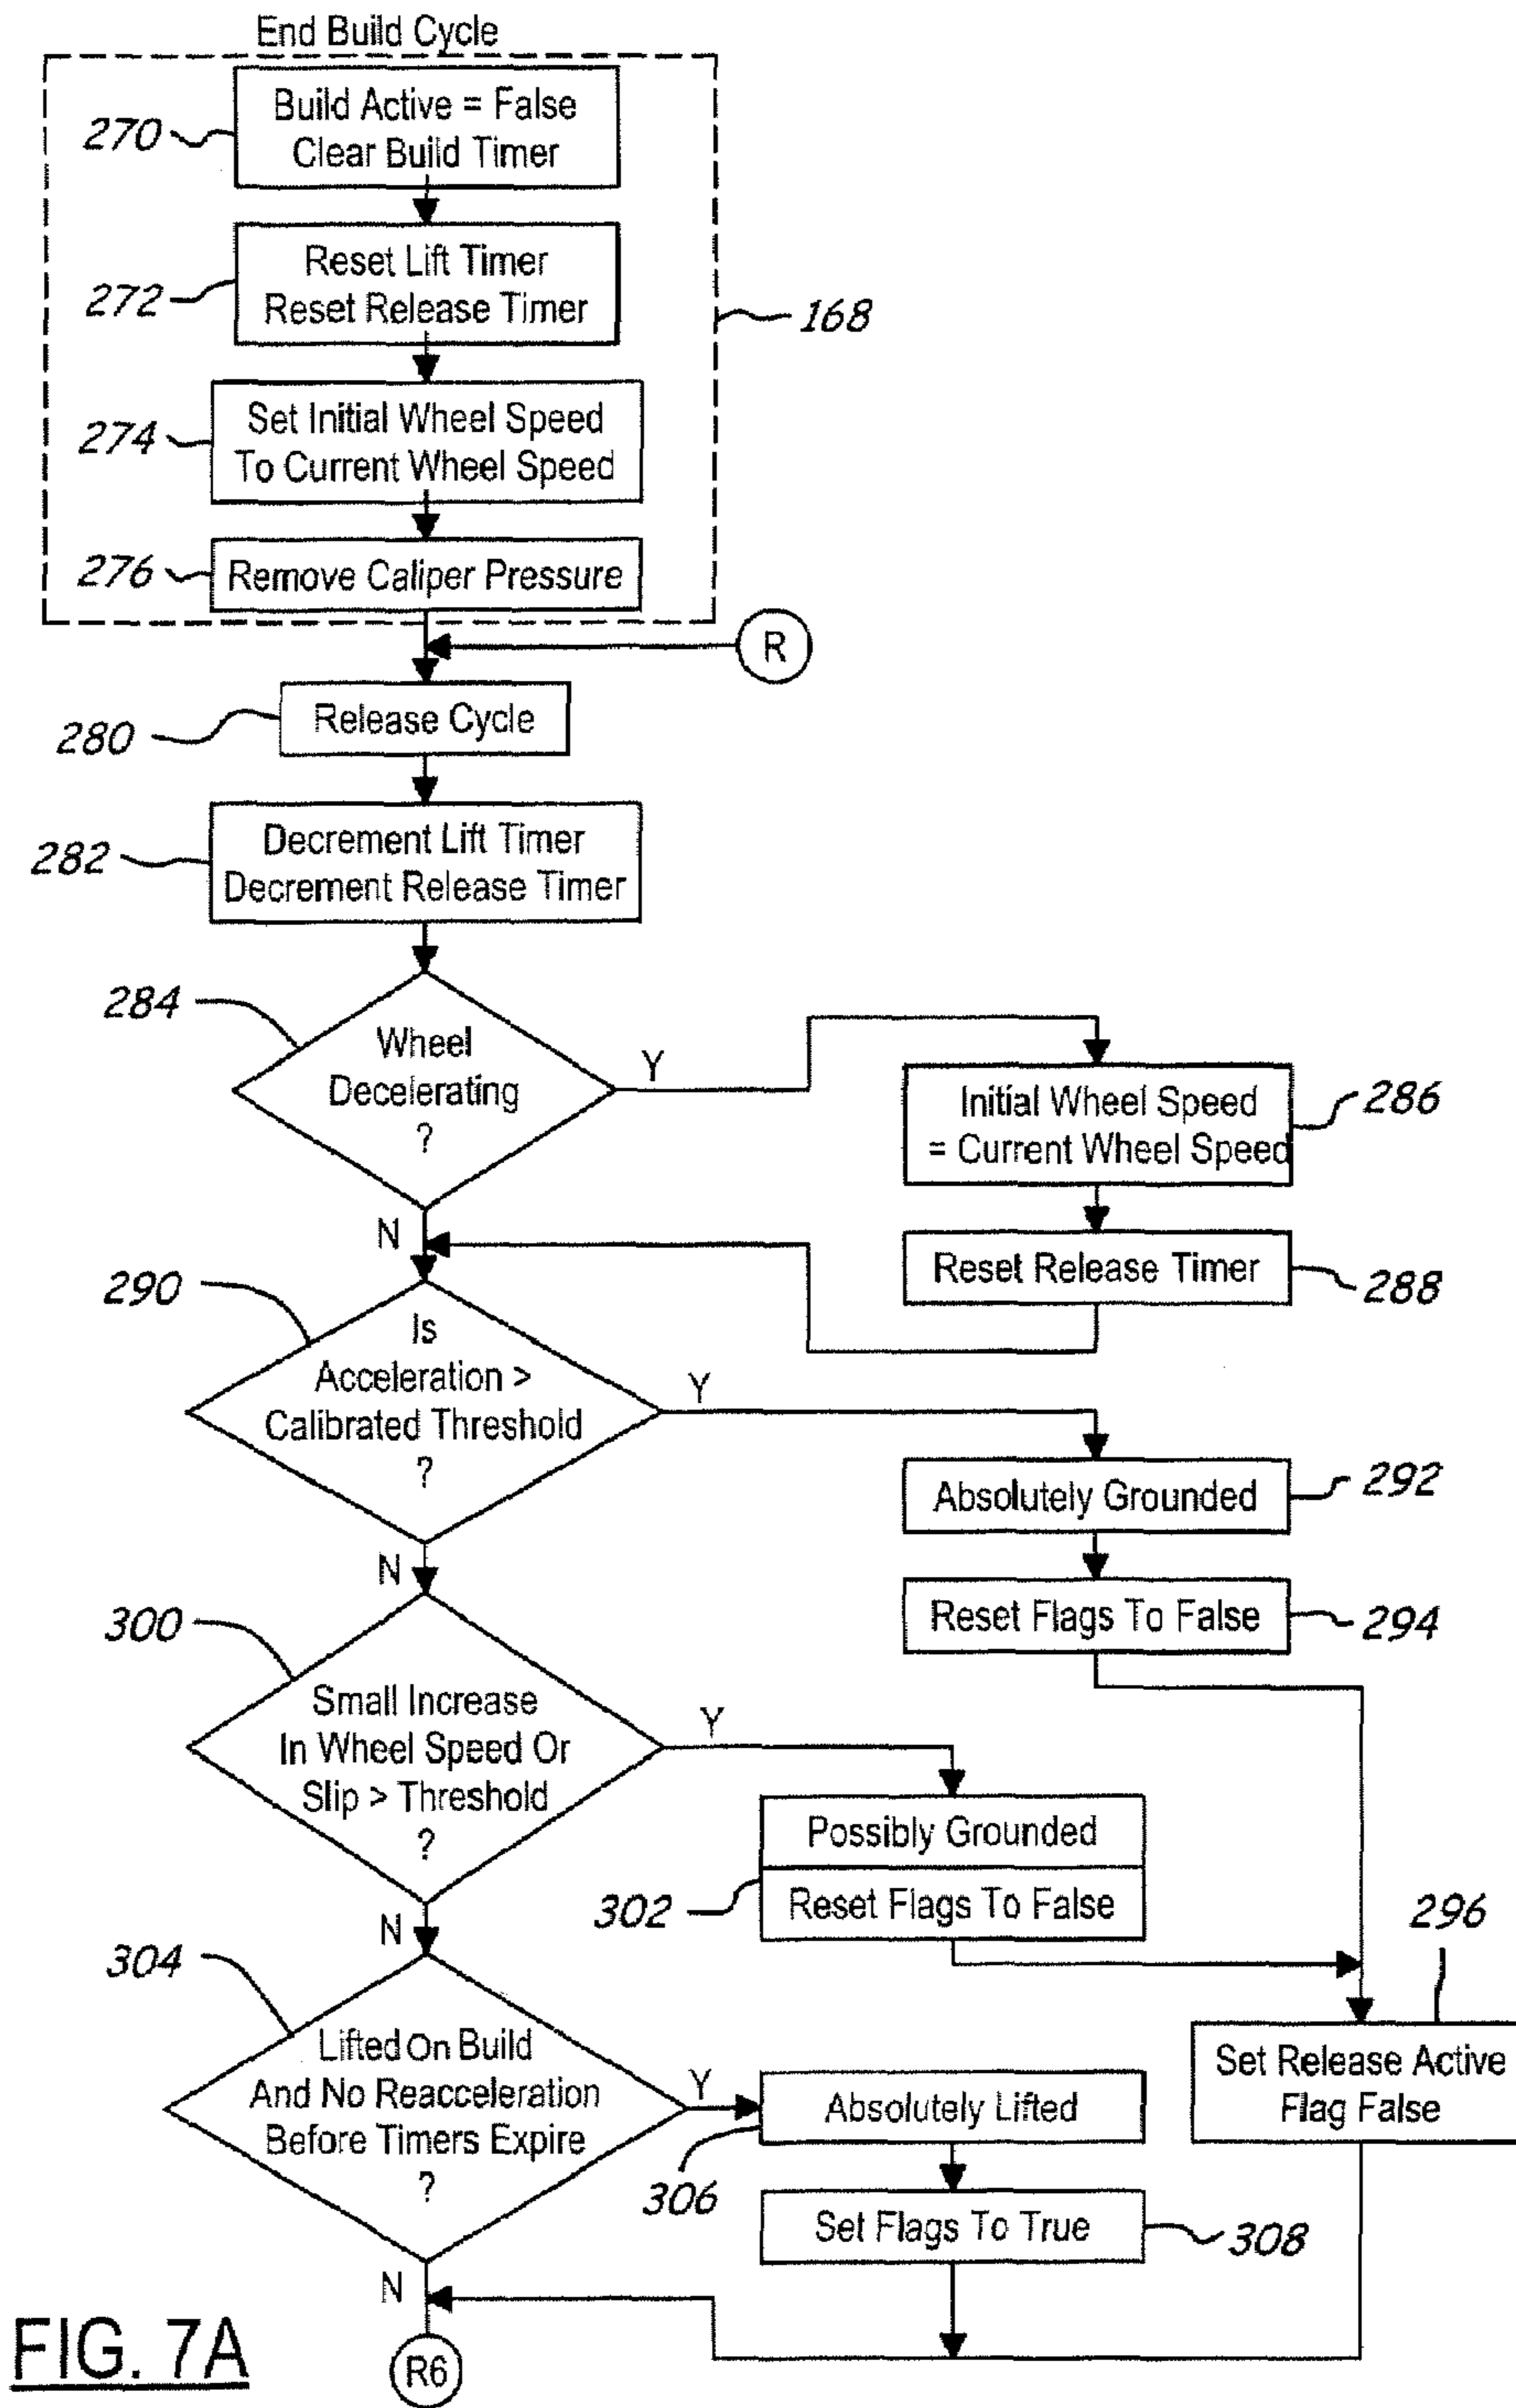 End Build Cycle
270
Build Active = False
Clear Build Timer
272
Reset Lift Timer
Reset Release Timer
168
274
Set Initial Wheel Speed
To Current Wheel Speed
276
Remove Caliper Pressure
R
280
Release Cycle
282
Decrement Lift Timer
Decrement Release Timer
284
Wheel
Decelerating
?
Y
N
Initial Wheel Speed
= Current Wheel Speed
286
Reset Release Timer
288
290
Is
Acceleration >
Calibrated Threshold
?
Y
N
Absolutely Grounded
292
Reset Flags To False
294
300
Small Increase
In Wheel Speed Or
Slip > Threshold
?
Y
N
Possibly Grounded
Reset Flags To False
302
296
Set Release Active
Flag False
304
Lifted On Build
And No Reacceleration
Before Timers Expire
?
Y
N
Absolutely Lifted
306
Set Flags To True
308
R6
FIG. 7A